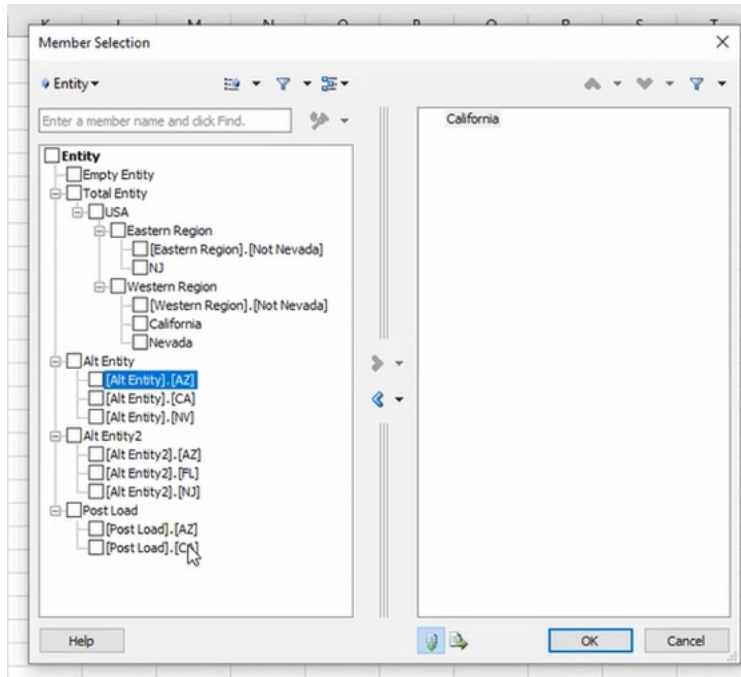 K L M N O P Q R S T
Member Selection
Entity
Enter a member name and click Find.
California
Entity
Empty Entity
Total Entity
USA
Eastern Region
[Eastern Region].[Not Nevada]
NJ
Western Region
[Western Region].[Not Nevada]
California
Nevada
Alt Entity
[Alt Entity].[AZ]
[Alt Entity].[CA]
[Alt Entity].[NV]
Alt Entity2
[Alt Entity2].[AZ]
[Alt Entity2].[FL]
[Alt Entity2].[NJ]
Post Load
[Post Load].[AZ]
[Post Load].[CA]
Help OK Cancel